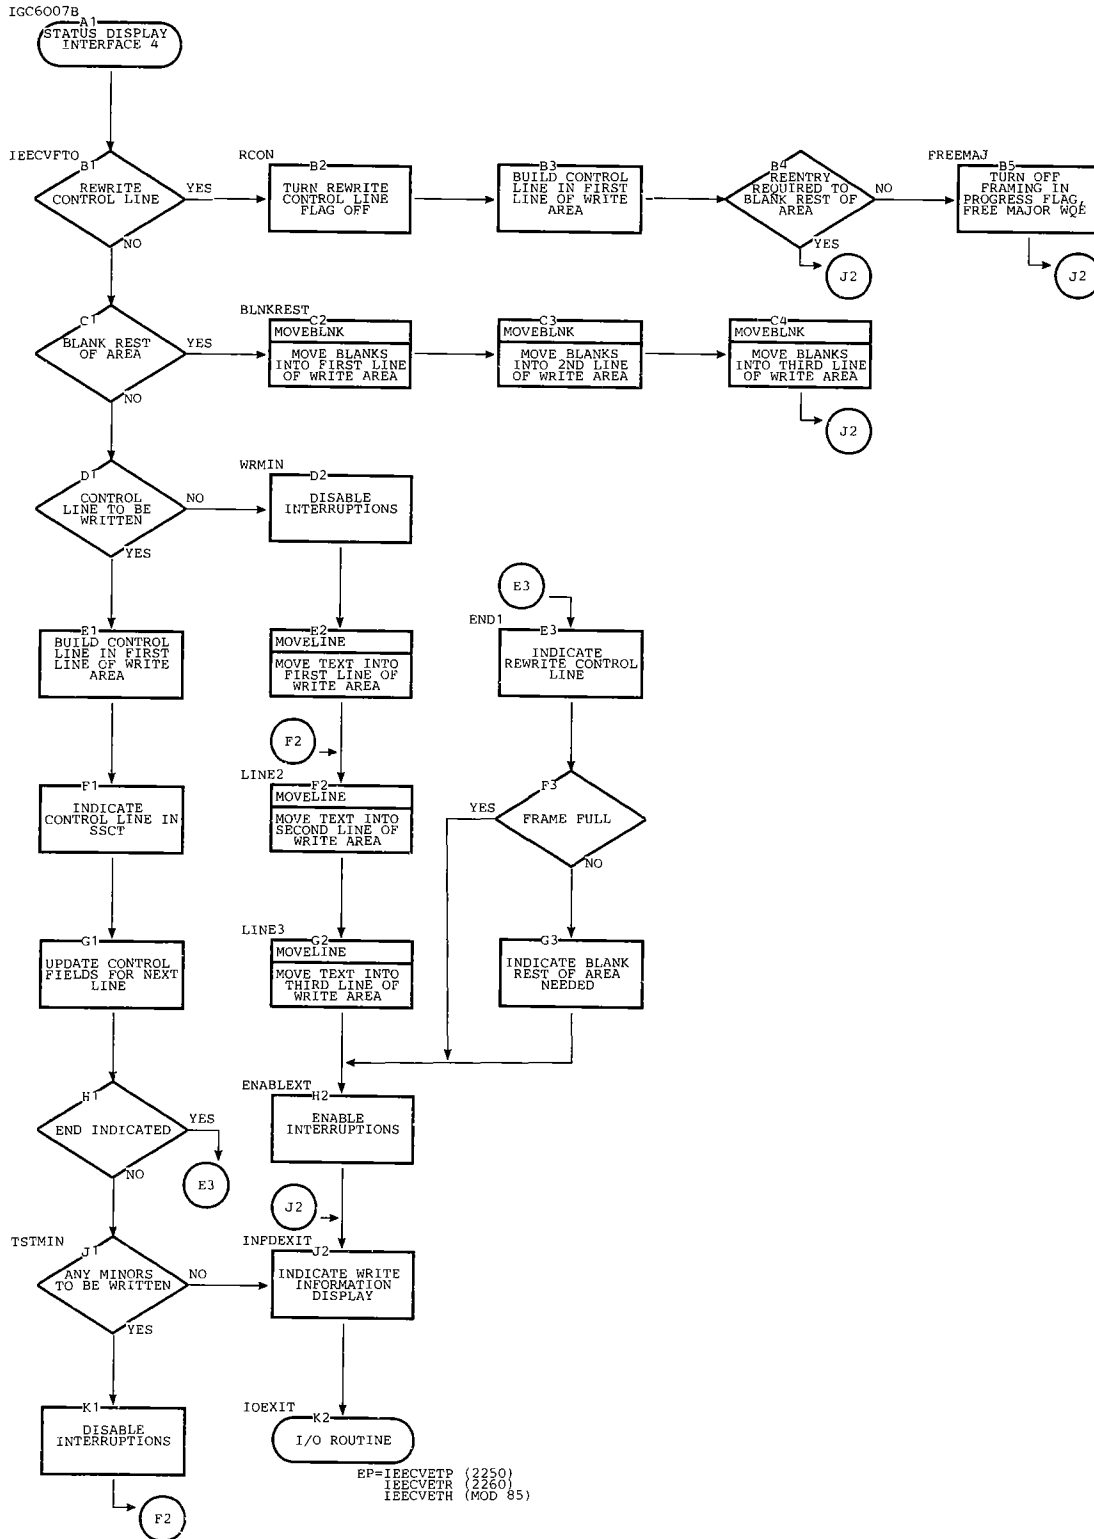 IGC6007B
A1
STATUS DISPLAY
INTERFACE 4
IEECVFTO
B1
REWRITE
CONTROL LINE
YES
NO
RCON
B2
TURN REWRITE
CONTROL LINE
FLAG OFF
B3
BUILD CONTROL
LINE IN FIRST
LINE OF WRITE
AREA
B4
REENTRY
REQUIRED TO
BLANK REST OF
AREA
NO
YES
J2
FREEMAJ
B5
TURN OFF
FRAMING IN
PROGRESS FLAG,
FREE MAJOR WQE
J2
C1
BLANK REST
OF AREA
YES
NO
BLNKREST
C2
MOVEBLNK
MOVE BLANKS
INTO FIRST LINE
OF WRITE AREA
C3
MOVEBLNK
MOVE BLANKS
INTO 2ND LINE
OF WRITE AREA
C4
MOVEBLNK
MOVE BLANKS
INTO THIRD LINE
OF WRITE AREA
J2
D1
CONTROL
LINE TO BE
WRITTEN
NO
YES
WRMIN
D2
DISABLE
INTERRUPTIONS
E3
E1
BUILD CONTROL
LINE IN FIRST
LINE OF WRITE
AREA
E2
MOVELINE
MOVE TEXT INTO
FIRST LINE OF
WRITE AREA
END1
E3
INDICATE
REWRITE CONTROL
LINE
F2
F1
INDICATE
CONTROL LINE IN
SSCT
LINE2
F2
MOVELINE
MOVE TEXT INTO
SECOND LINE OF
WRITE AREA
F3
YES
FRAME FULL
NO
G1
UPDATE CONTROL
FIELDS FOR NEXT
LINE
LINE3
G2
MOVELINE
MOVE TEXT INTO
THIRD LINE OF
WRITE AREA
G3
INDICATE BLANK
REST OF AREA
NEEDED
H1
END INDICATED
YES
E3
NO
ENABLEXT
H2
ENABLE
INTERRUPTIONS
J2
TSTMIN
J1
ANY MINORS
TO BE WRITTEN
NO
YES
INFDEXIT
J2
INDICATE WRITE
INFORMATION
DISPLAY
K1
DISABLE
INTERRUPTIONS
F2
IOEXIT
K2
I/O ROUTINE
EP=IEECVETP (2250)
IEECVETR (2260)
IEECVETH (MOD 85)